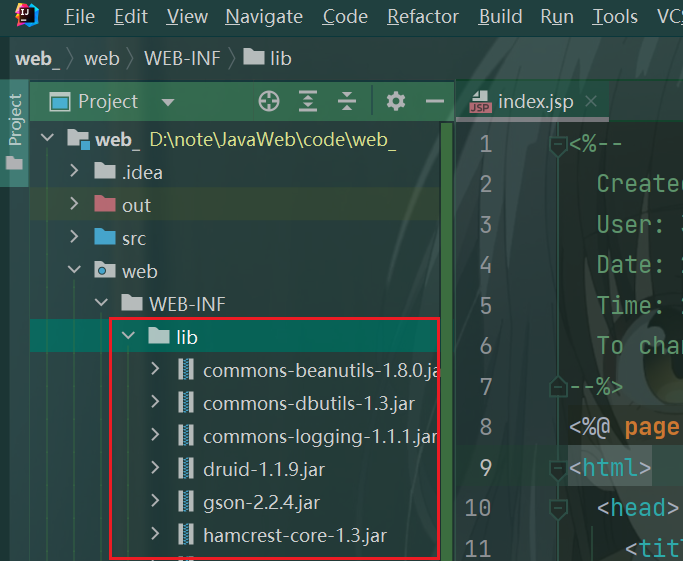 File Edit View Navigate Code Refactor Build Run Tools VCS
web_ web WEB-INF lib
Project
Project
index.jsp
web_ D:\note\JavaWeb\code\web_
.idea
out
src
web
WEB-INF
lib
commons-beanutils-1.8.0.ja
commons-dbutils-1.3.jar
commons-logging-1.1.1.jar
druid-1.1.9.jar
gson-2.2.4.jar
hamcrest-core-1.3.jar
1 <%--
2 Created
3 User:
4 Date:
5 Time:
6 To chan
7 --%>
8 <%@ page
9 <html>
10 <head>
11 <titl